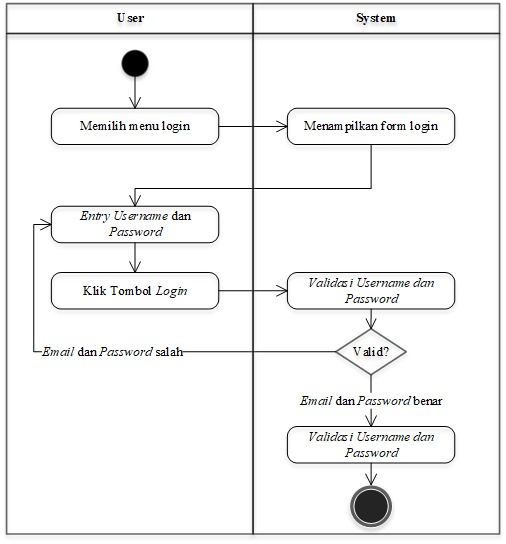 User
System
Memilih menu login
Menampilkan form login
Entry Username dan
Password
Klik Tombol Login
Validasi Username dan
Password
Valid?
Email dan Password salah
Email dan Password benar
Validasi Username dan
Password